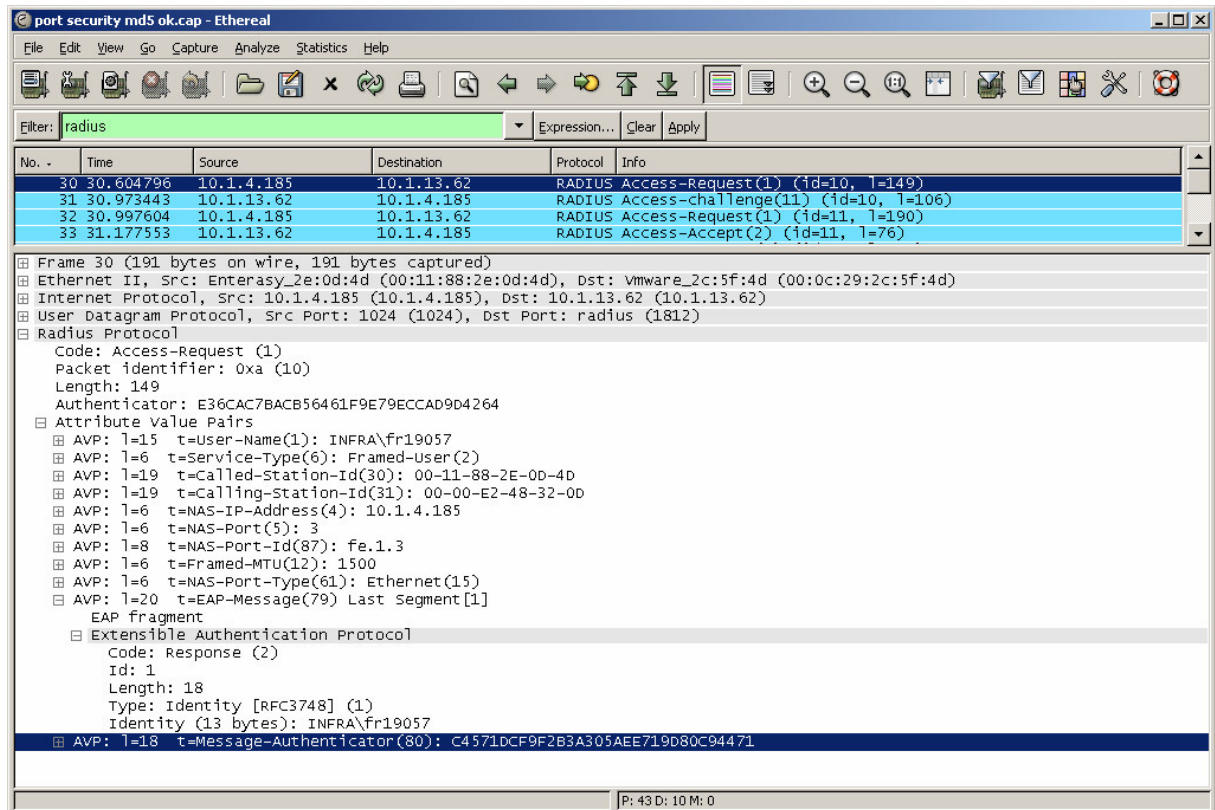 port security md5 ok.cap - Ethereal
File Edit View Go Capture Analyze Statistics Help
Filter: radius Expression... Clear Apply
No. Time Source Destination Protocol Info
30 30.604796 10.1.4.185 10.1.13.62 RADIUS Access-Request(1) (id=10, l=149)
31 30.973443 10.1.13.62 10.1.4.185 RADIUS Access-challenge(11) (id=10, l=106)
32 30.997604 10.1.4.185 10.1.13.62 RADIUS Access-Request(1) (id=11, l=190)
33 31.177553 10.1.13.62 10.1.4.185 RADIUS Access-Accept(2) (id=11, l=76)
Frame 30 (191 bytes on wire, 191 bytes captured)
Ethernet II, Src: Enterasy_2e:0d:4d (00:11:88:2e:0d:4d), Dst: Vmware_2c:5f:4d (00:0c:29:2c:5f:4d)
Internet Protocol, Src: 10.1.4.185 (10.1.4.185), Dst: 10.1.13.62 (10.1.13.62)
User Datagram Protocol, Src Port: 1024 (1024), Dst Port: radius (1812)
Radius Protocol
Code: Access-Request (1)
Packet identifier: 0xa (10)
Length: 149
Authenticator: E36CAC7BACB56461F9E79ECCAD9D4264
Attribute Value Pairs
AVP: l=15 t=User-Name(1): INFRA\fr19057
AVP: l=6 t=Service-Type(6): Framed-User(2)
AVP: l=19 t=Called-Station-Id(30): 00-11-88-2E-0D-4D
AVP: l=19 t=Calling-Station-Id(31): 00-00-E2-48-32-0D
AVP: l=6 t=NAS-IP-Address(4): 10.1.4.185
AVP: l=6 t=NAS-Port(5): 3
AVP: l=8 t=NAS-Port-Id(87): fe.1.3
AVP: l=6 t=Framed-MTU(12): 1500
AVP: l=6 t=NAS-Port-Type(61): Ethernet(15)
AVP: l=20 t=EAP-Message(79) Last Segment[1]
EAP fragment
Extensible Authentication Protocol
Code: Response (2)
Id: 1
Length: 18
Type: Identity [RFC3748] (1)
Identity (13 bytes): INFRA\fr19057
AVP: l=18 t=Message-Authenticator(80): C4571DCF9F2B3A305AEE719D80C94471
P: 43 D: 10 M: 0